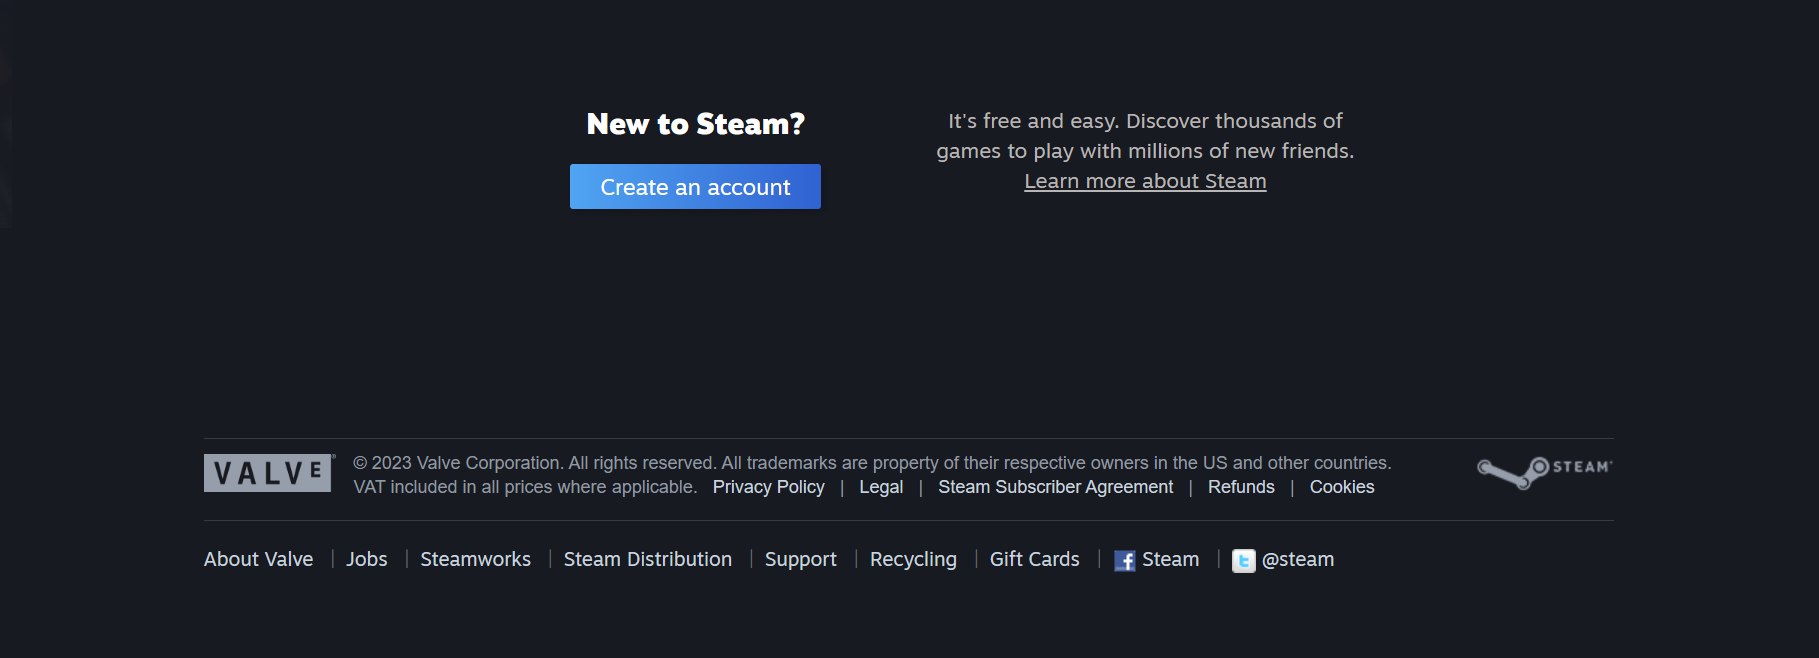 New to Steam?
Create an account
It's free and easy. Discover thousands of
games to play with millions of new friends.
Learn more about Steam
VALVE
© 2023 Valve Corporation. All rights reserved. All trademarks are property of their respective owners in the US and other countries.
VAT included in all prices where applicable. Privacy Policy | Legal | Steam Subscriber Agreement | Refunds | Cookies
STEAM
About Valve | Jobs | Steamworks | Steam Distribution | Support | Recycling | Gift Cards | f Steam | t @steam